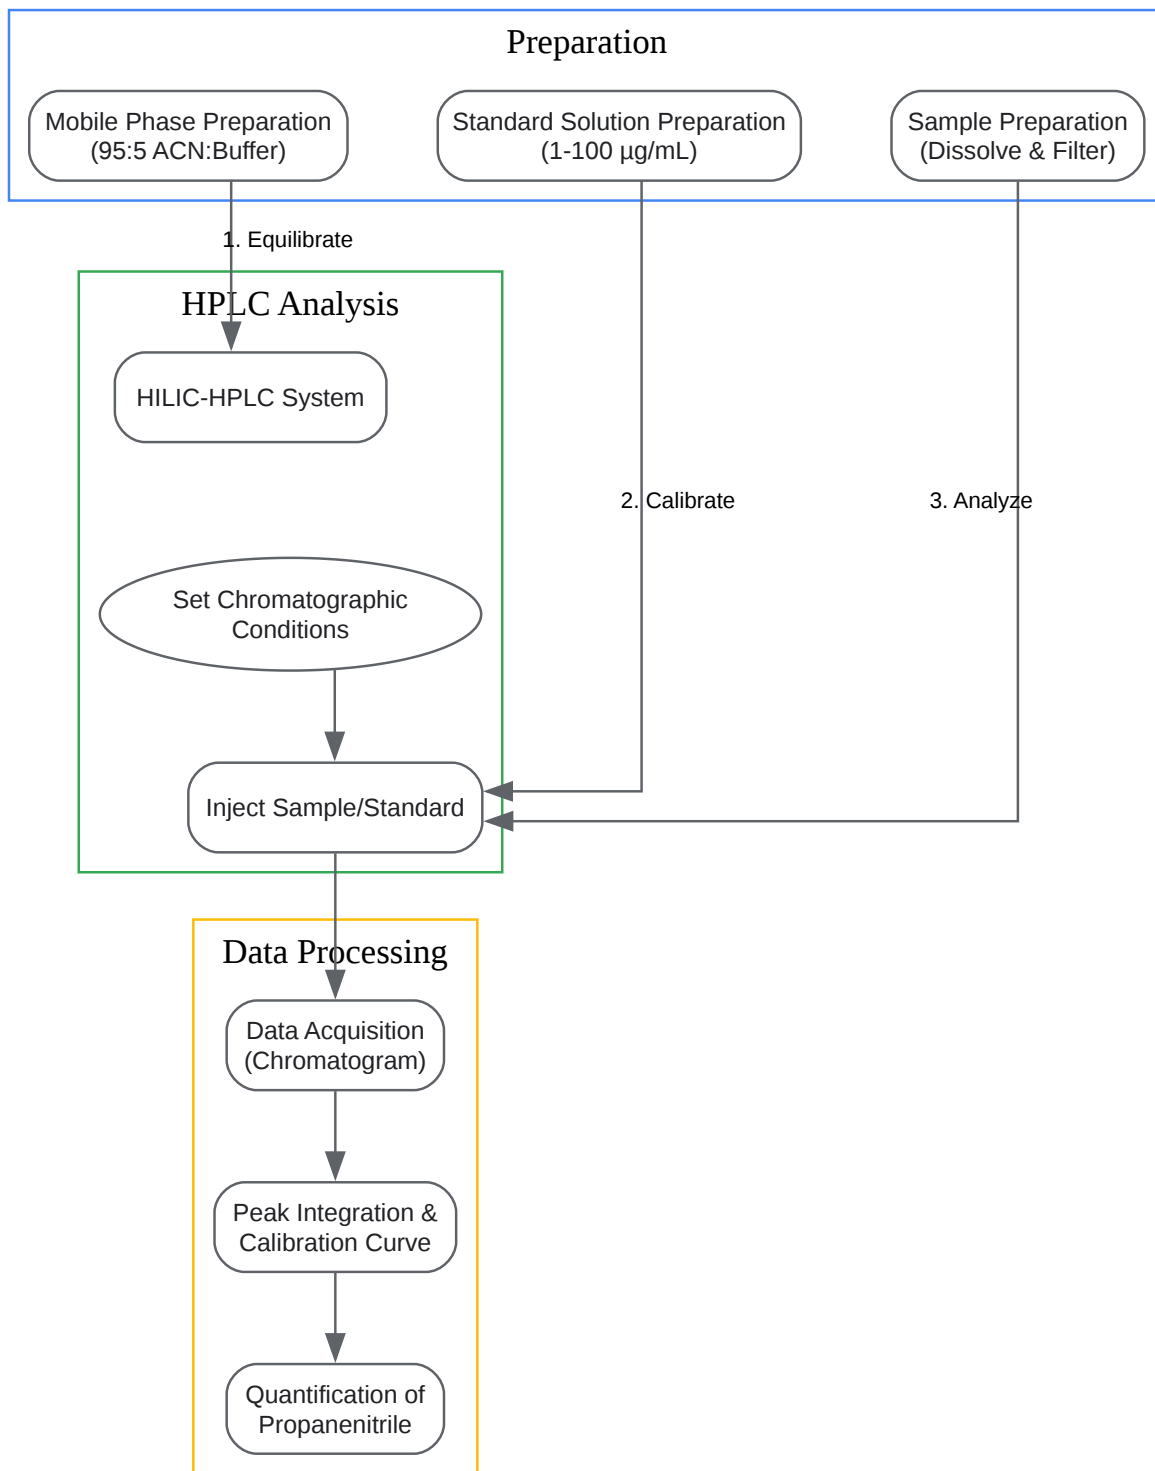 Preparation
Mobile Phase Preparation
(95:5 ACN:Buffer)
Standard Solution Preparation
(1-100 µg/mL)
Sample Preparation
(Dissolve & Filter)
1. Equilibrate
HPLC Analysis
HILIC-HPLC System
2. Calibrate
3. Analyze
Set Chromatographic
Conditions
Inject Sample/Standard
Data Processing
Data Acquisition
(Chromatogram)
Peak Integration &
Calibration Curve
Quantification of
Propanenitrile